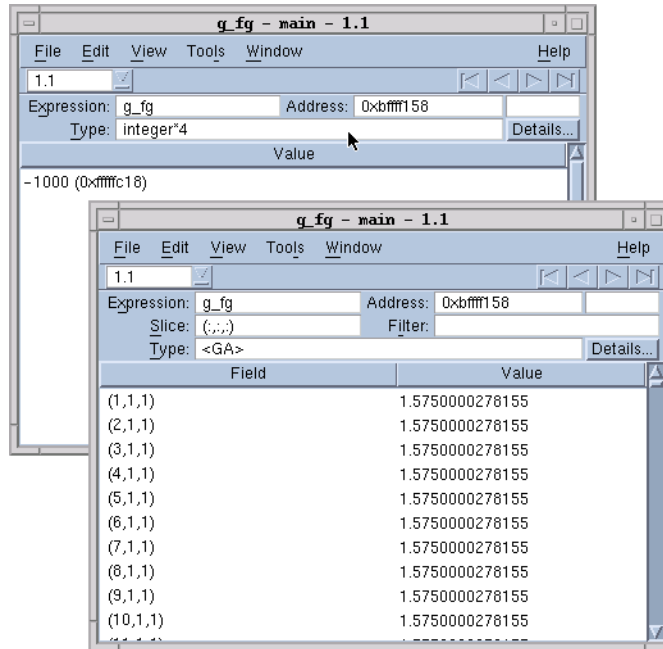 g_fg - main - 1.1
File Edit View Tools Window Help
1.1
Expression: g_fg Address: 0xbffff158
Type: integer*4 Details...
Value
-1000 (0xfffffc18)
g_fg - main - 1.1
File Edit View Tools Window Help
1.1
Expression: g_fg Address: 0xbffff158
Slice: (:,:,:) Filter:
Type: <GA> Details...
Field Value
(1,1,1) 1.5750000278155
(2,1,1) 1.5750000278155
(3,1,1) 1.5750000278155
(4,1,1) 1.5750000278155
(5,1,1) 1.5750000278155
(6,1,1) 1.5750000278155
(7,1,1) 1.5750000278155
(8,1,1) 1.5750000278155
(9,1,1) 1.5750000278155
(10,1,1) 1.5750000278155